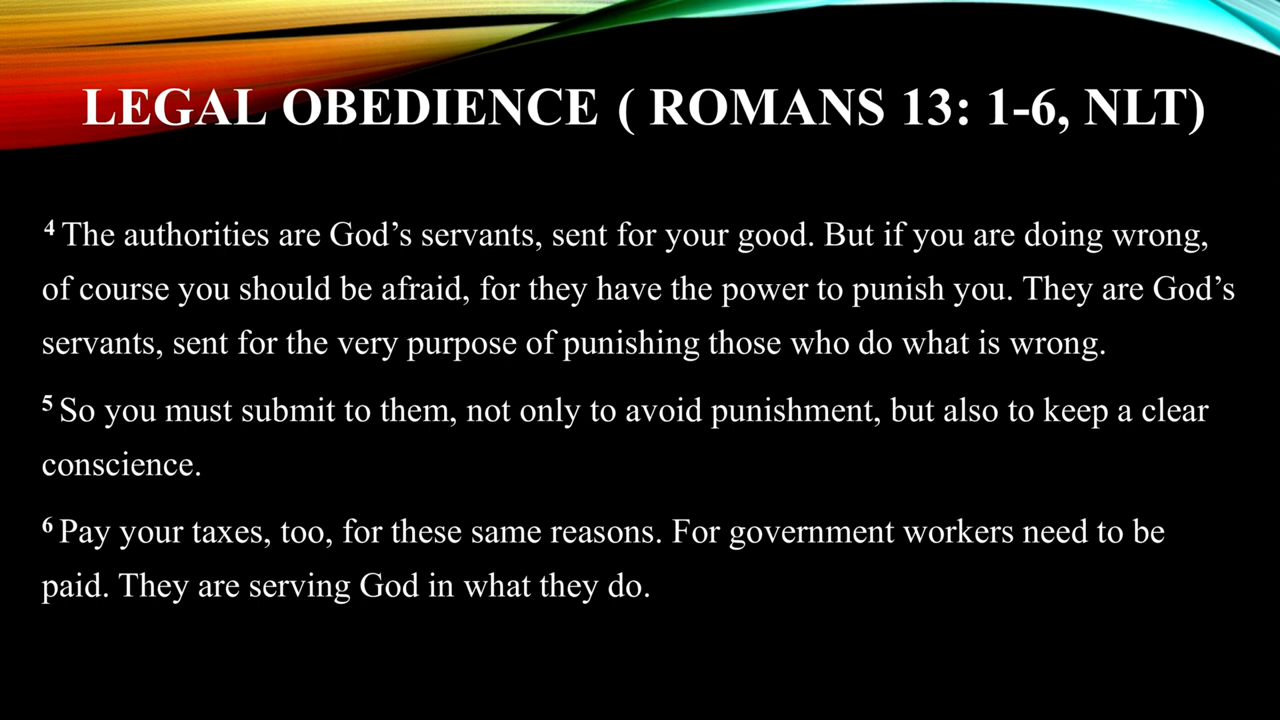 LEGAL OBEDIENCE ( ROMANS 13: 1-6, NLT)
4 The authorities are God’s servants, sent for your good. But if you are doing wrong,
of course you should be afraid, for they have the power to punish you. They are God’s
servants, sent for the very purpose of punishing those who do what is wrong.
5 So you must submit to them, not only to avoid punishment, but also to keep a clear
conscience.
6 Pay your taxes, too, for these same reasons. For government workers need to be
paid. They are serving God in what they do.